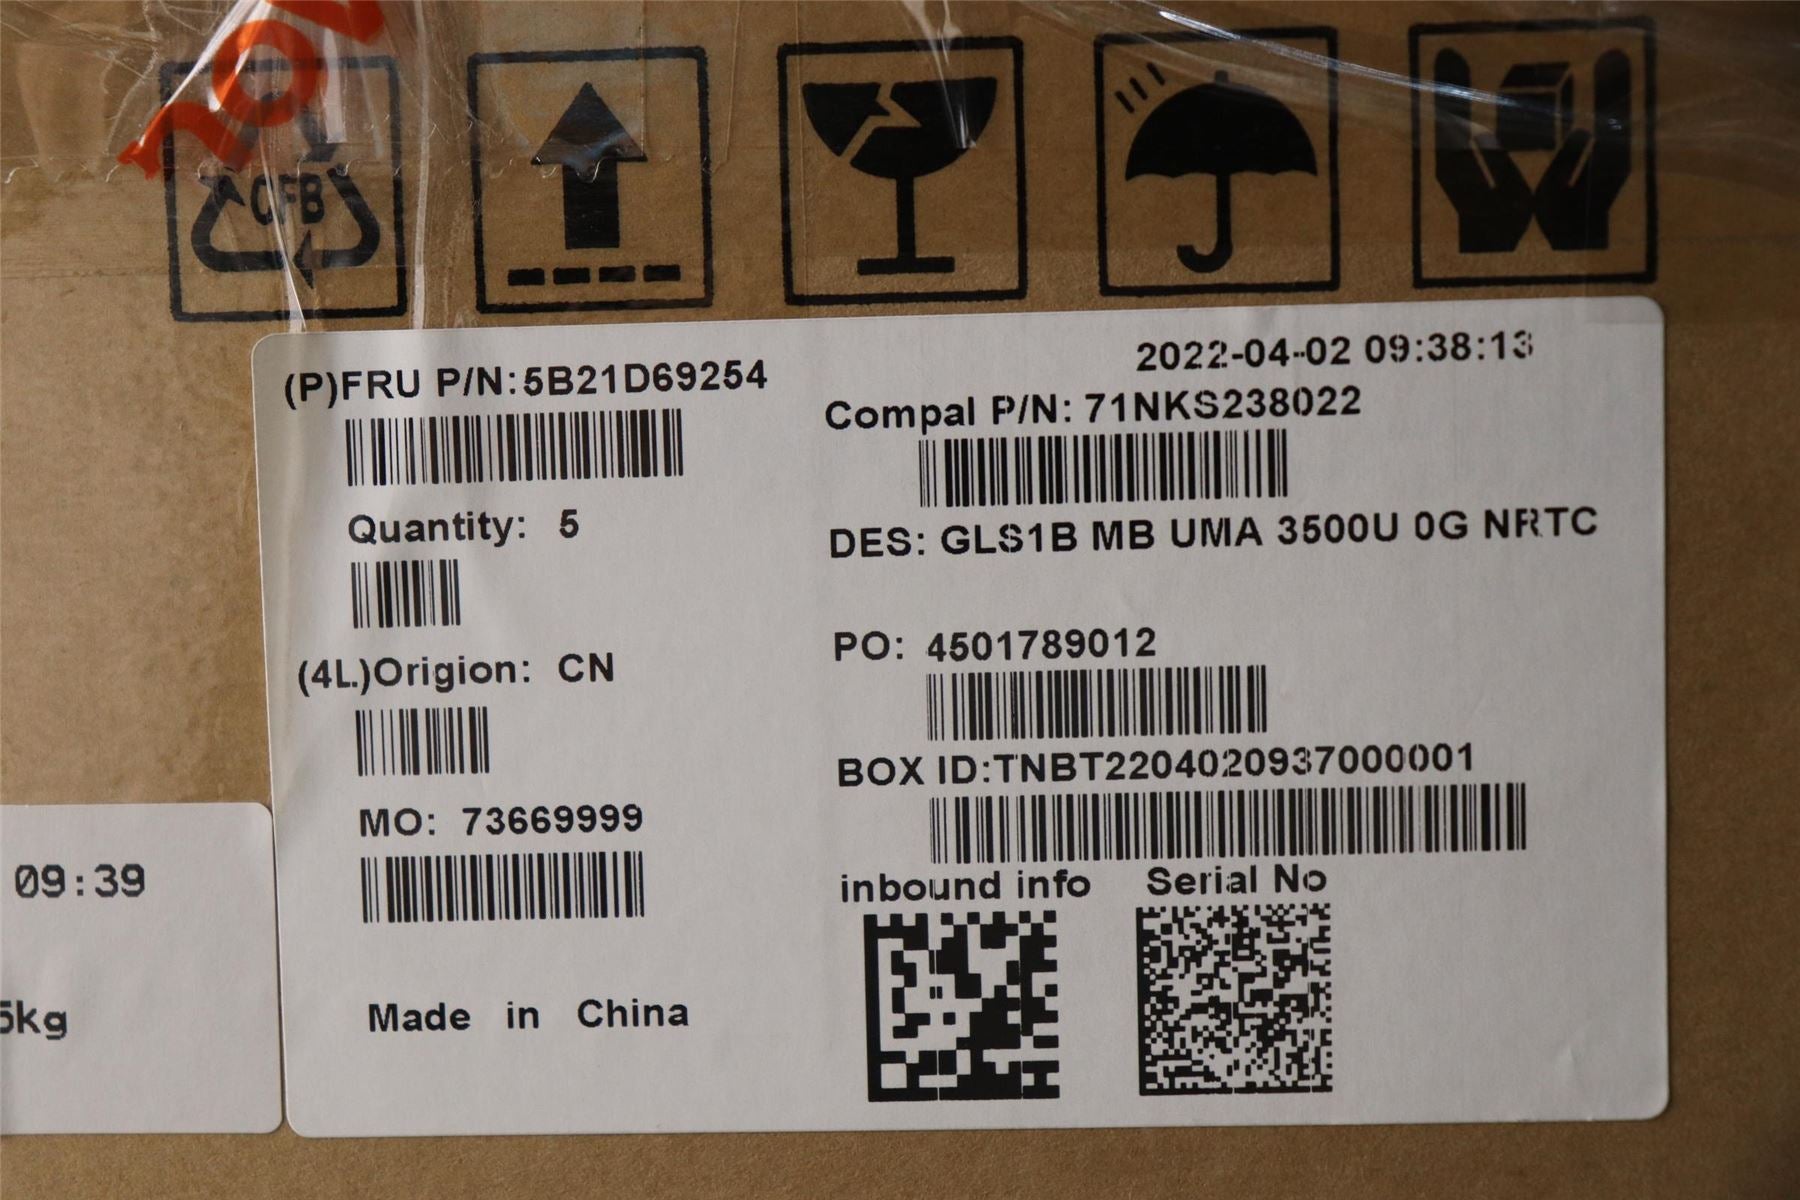 CFB
2022-04-02 09:38:13
(P)FRU P/N:5B21D69254
Compal P/N: 71NKS238022
Quantity: 5
DES: GLS1B MB UMA 3500U 0G NRTC
(4L)Origion: CN
PO: 4501789012
BOX ID:TNBT2204020937000001
MO: 73669999
inbound info Serial No
Made in China
09:39
5kg